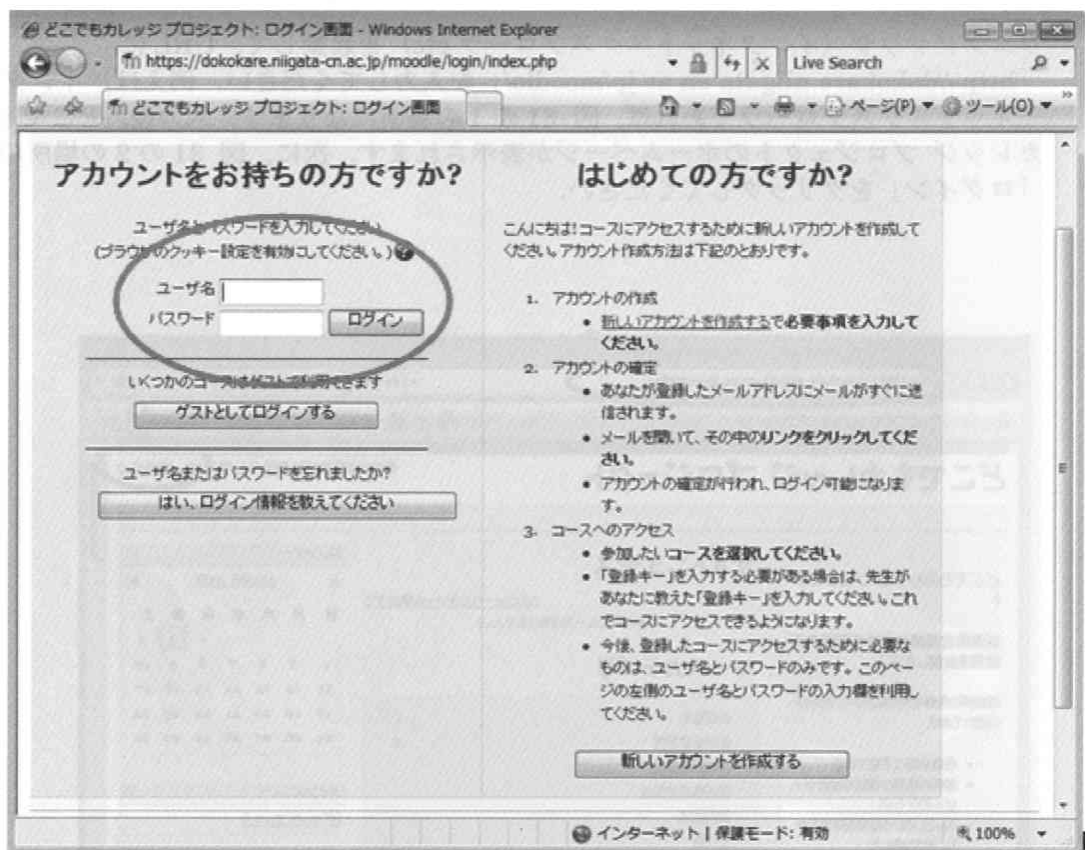 どこでもカレッジ プロジェクト: ログイン画面 - Windows Internet Explorer
https://dokokare.niigata-cn.ac.jp/moodle/login/index.php
Live Search
どこでもカレッジ プロジェクト: ログイン画面
ページ(P)
ツール(O)
アカウントをお持ちの方ですか?
ユーザ名とパスワードを入力してください
(ブラウザのクッキー設定を有効にしてください。)
ユーザ名
パスワード
ログイン
いくつかのコースはゲストで利用できます
ゲストとしてログインする
ユーザ名またはパスワードを忘れましたか?
はい、ログイン情報を教えてください
はじめての方ですか?
こんにちは!コースにアクセスするために新しいアカウントを作成して
ください。アカウント作成方法は下記のとおりです。
1. アカウントの作成
• 新しいアカウントを作成するで必要事項を入力して
ください。
2. アカウントの確定
• あなたが登録したメールアドレスにメールがすぐに送
信されます。
• メールを開いて、その中のリンクをクリックしてくだ
さい。
• アカウントの確定が行われ、ログイン可能になりま
す。
3. コースへのアクセス
• 参加したいコースを選択してください。
• 「登録キー」を入力する必要がある場合は、先生が
あなたに教えた「登録キー」を入力してください。これ
でコースにアクセスできるようになります。
• 今後、登録したコースにアクセスするために必要な
ものは、ユーザ名とパスワードのみです。このペー
ジの左側のユーザ名とパスワードの入力欄を利用し
てください。
新しいアカウントを作成する
インターネット | 保護モード: 有効
100%